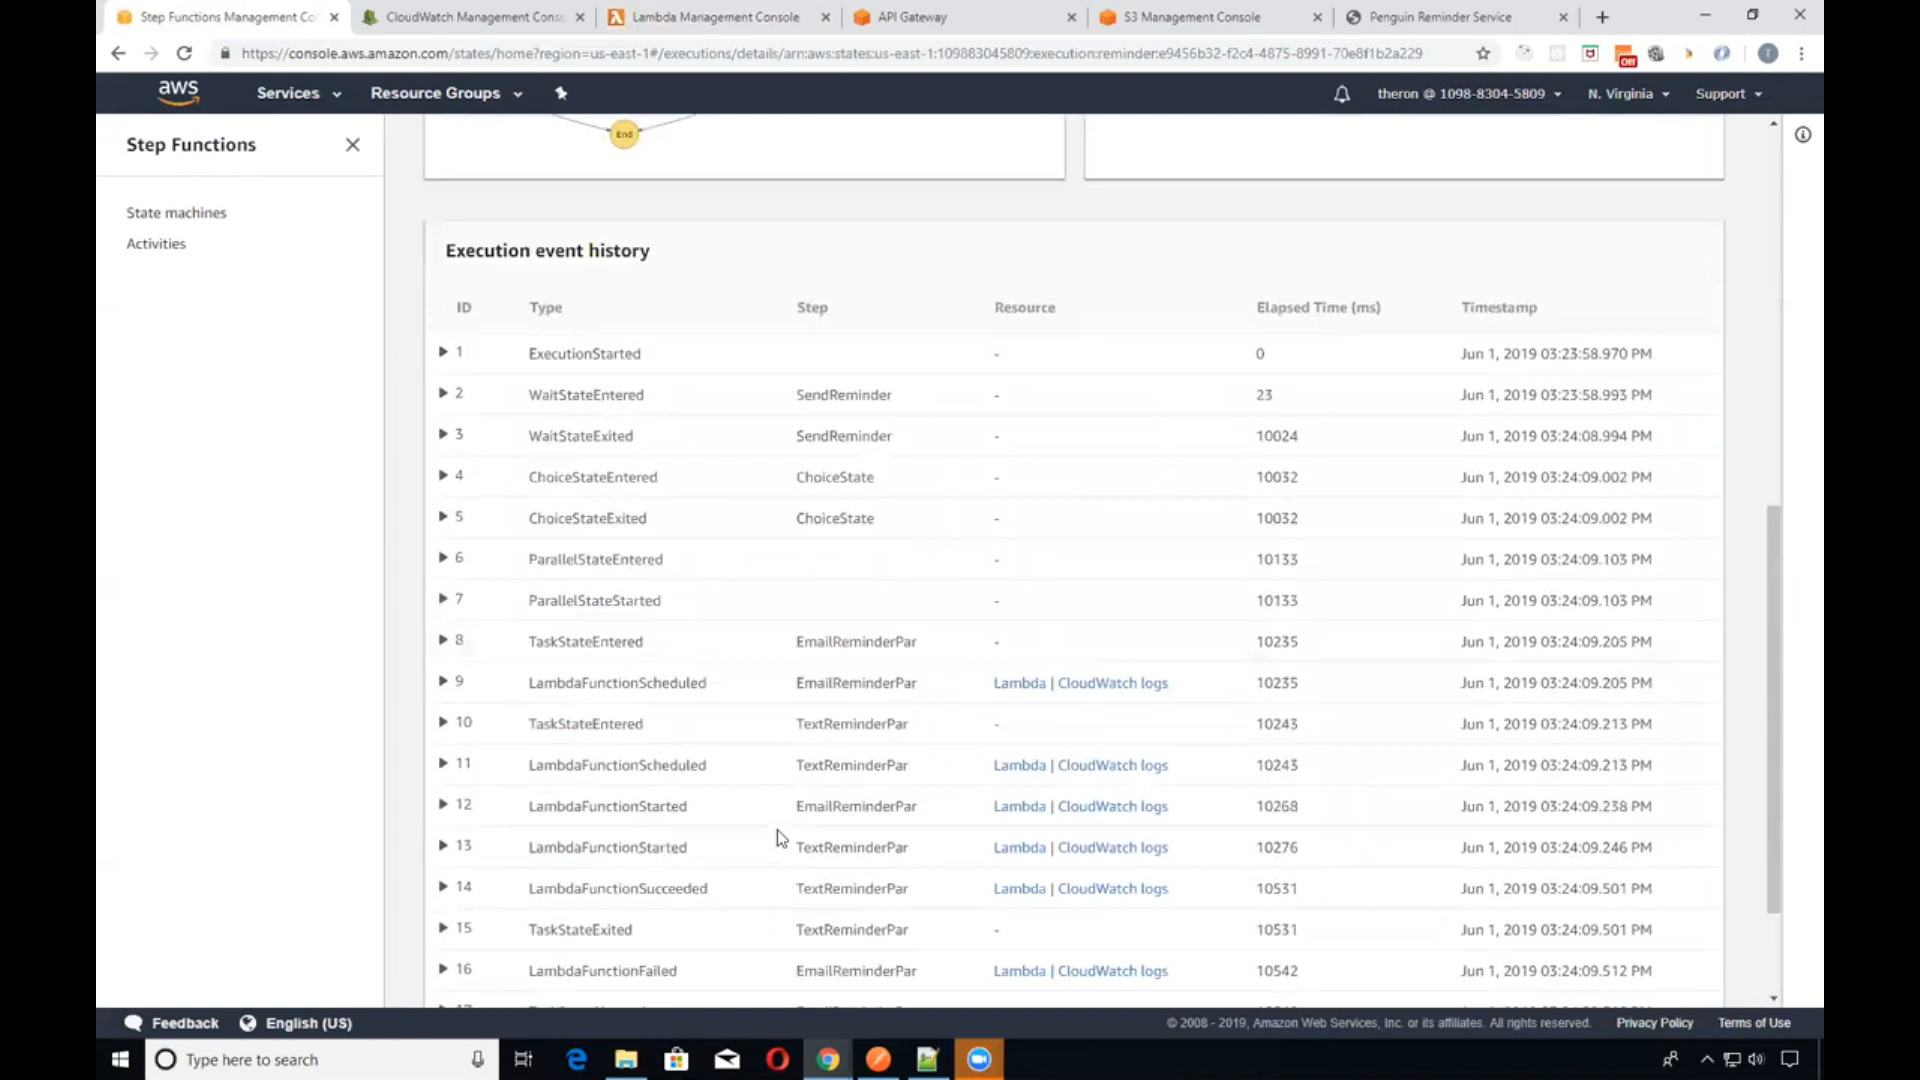 Step Functions Management Co
CloudWatch Management Consc
Lambda Management Console
API Gateway
S3 Management Console
Penguin Reminder Service
https://console.aws.amazon.com/states/home?region=us-east-1#/executions/details/arn:aws:states:us-east-1:109883045809:execution:reminder:e9456b32-f2c4-4875-8991-70e8f1b2a229
Off
T
aws
Services
Resource Groups
theron @ 1098-8304-5809
N. Virginia
Support
Step Functions
State machines
Activities
End
Execution event history
ID Type Step Resource Elapsed Time (ms) Timestamp
1 ExecutionStarted - 0 Jun 1, 2019 03:23:58.970 PM
2 WaitStateEntered SendReminder - 23 Jun 1, 2019 03:23:58.993 PM
3 WaitStateExited SendReminder - 10024 Jun 1, 2019 03:24:08.994 PM
4 ChoiceStateEntered ChoiceState - 10032 Jun 1, 2019 03:24:09.002 PM
5 ChoiceStateExited ChoiceState - 10032 Jun 1, 2019 03:24:09.002 PM
6 ParallelStateEntered - 10133 Jun 1, 2019 03:24:09.103 PM
7 ParallelStateStarted - 10133 Jun 1, 2019 03:24:09.103 PM
8 TaskStateEntered EmailReminderPar - 10235 Jun 1, 2019 03:24:09.205 PM
9 LambdaFunctionScheduled EmailReminderPar Lambda | CloudWatch logs 10235 Jun 1, 2019 03:24:09.205 PM
10 TaskStateEntered TextReminderPar - 10243 Jun 1, 2019 03:24:09.213 PM
11 LambdaFunctionScheduled TextReminderPar Lambda | CloudWatch logs 10243 Jun 1, 2019 03:24:09.213 PM
12 LambdaFunctionStarted EmailReminderPar Lambda | CloudWatch logs 10268 Jun 1, 2019 03:24:09.238 PM
13 LambdaFunctionStarted TextReminderPar Lambda | CloudWatch logs 10276 Jun 1, 2019 03:24:09.246 PM
14 LambdaFunctionSucceeded TextReminderPar Lambda | CloudWatch logs 10531 Jun 1, 2019 03:24:09.501 PM
15 TaskStateExited TextReminderPar - 10531 Jun 1, 2019 03:24:09.501 PM
16 LambdaFunctionFailed EmailReminderPar Lambda | CloudWatch logs 10542 Jun 1, 2019 03:24:09.512 PM
Feedback
English (US)
© 2008 - 2019, Amazon Web Services, Inc. or its affiliates. All rights reserved.
Privacy Policy
Terms of Use
Type here to search